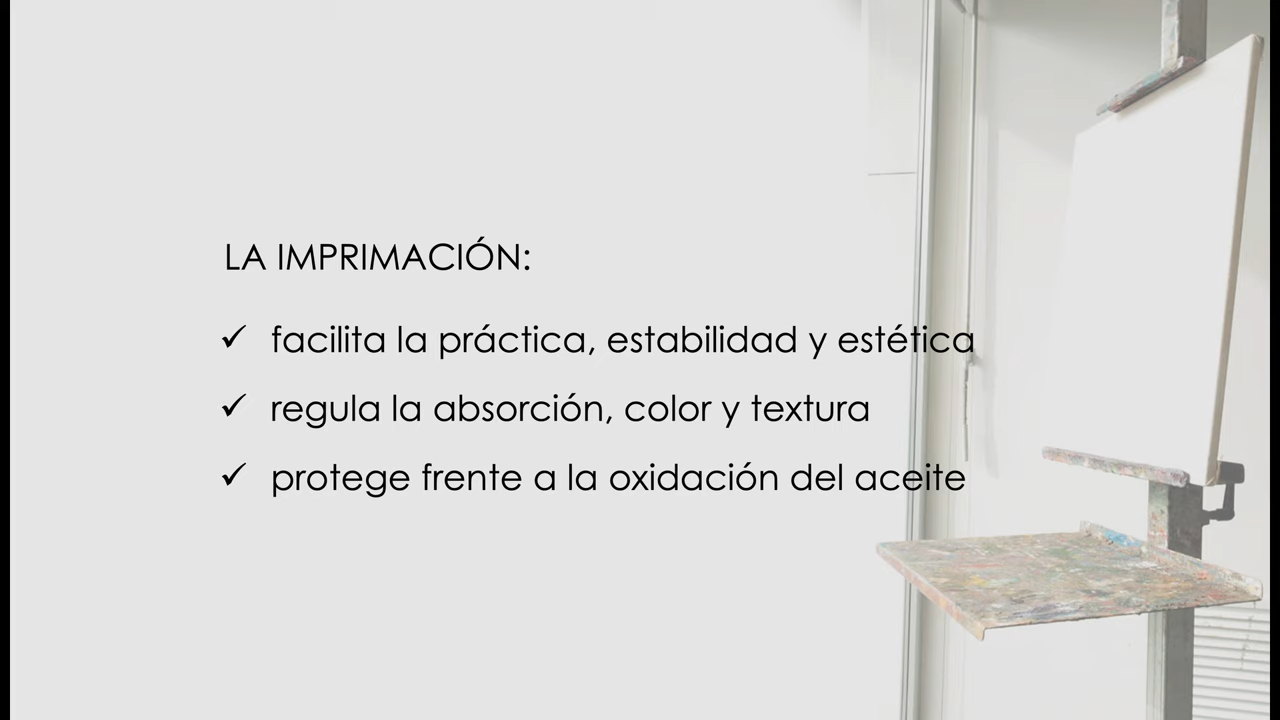 LA IMPRIMACIÓN:
✓ facilita la práctica, estabilidad y estética
✓ regula la absorción, color y textura
✓ protege frente a la oxidación del aceite